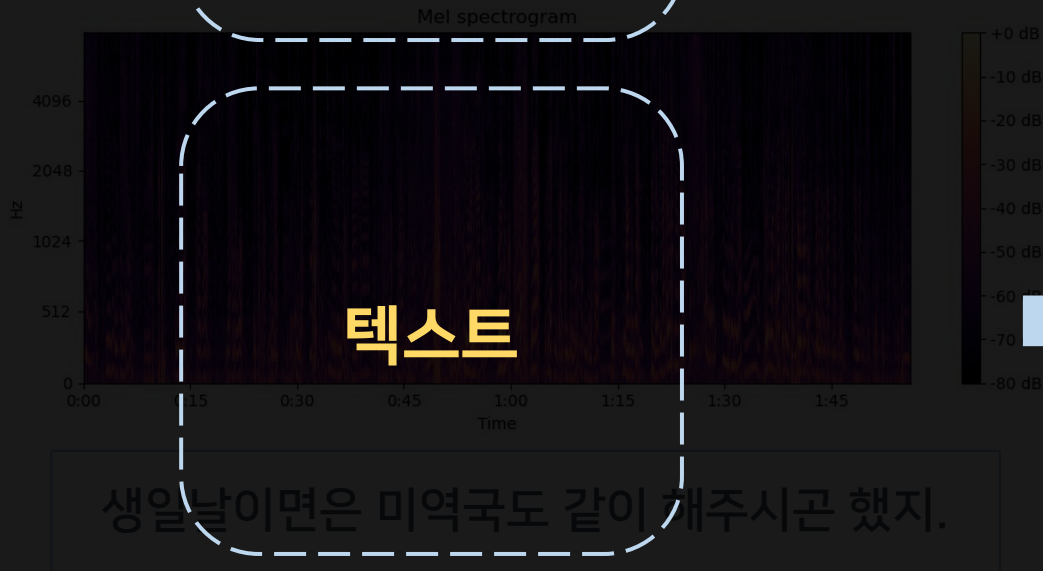 Mel spectrogram
+0 dB
-10 dB
-20 dB
-30 dB
-40 dB
-50 dB
-60 dB
-70 dB
-80 dB
Hz
4096
2048
1024
512
0
텍스트
0:00 0:15 0:30 0:45 1:00 1:15 1:30 1:45
Time
생일날이면은 미역국도 같이 해주시곤 했지.